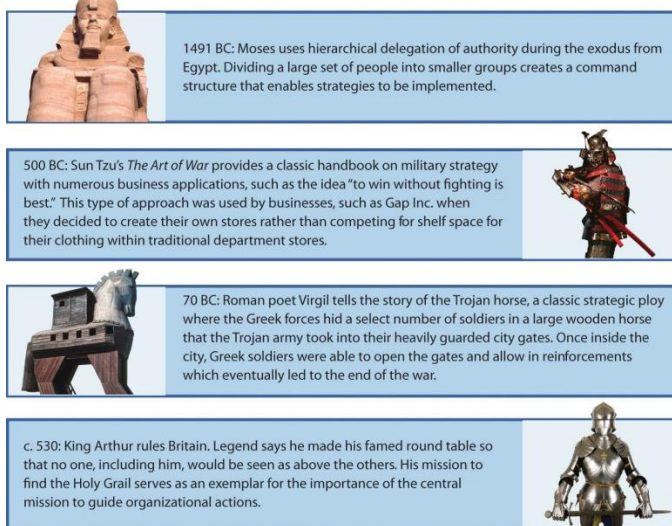 1491 BC: Moses uses hierarchical delegation of authority during the exodus from
Egypt. Dividing a large set of people into smaller groups creates a command
structure that enables strategies to be implemented.
500 BC: Sun Tzu's The Art of War provides a classic handbook on military strategy
with numerous business applications, such as the idea "to win without fighting is
best." This type of approach was used by businesses, such as Gap Inc. when
they decided to create their own stores rather than competing for shelf space for
their clothing within traditional department stores.
70 BC: Roman poet Virgil tells the story of the Trojan horse, a classic strategic ploy
where the Greek forces hid a select number of soldiers in a large wooden horse
that the Trojan army took into their heavily guarded city gates. Once inside the
city, Greek soldiers were able to open the gates and allow in reinforcements
which eventually led to the end of the war.
c. 530: King Arthur rules Britain. Legend says he made his famed round table so
that no one, including him, would be seen as above the others. His mission to
find the Holy Grail serves as an exemplar for the importance of the central
mission to guide organizational actions.